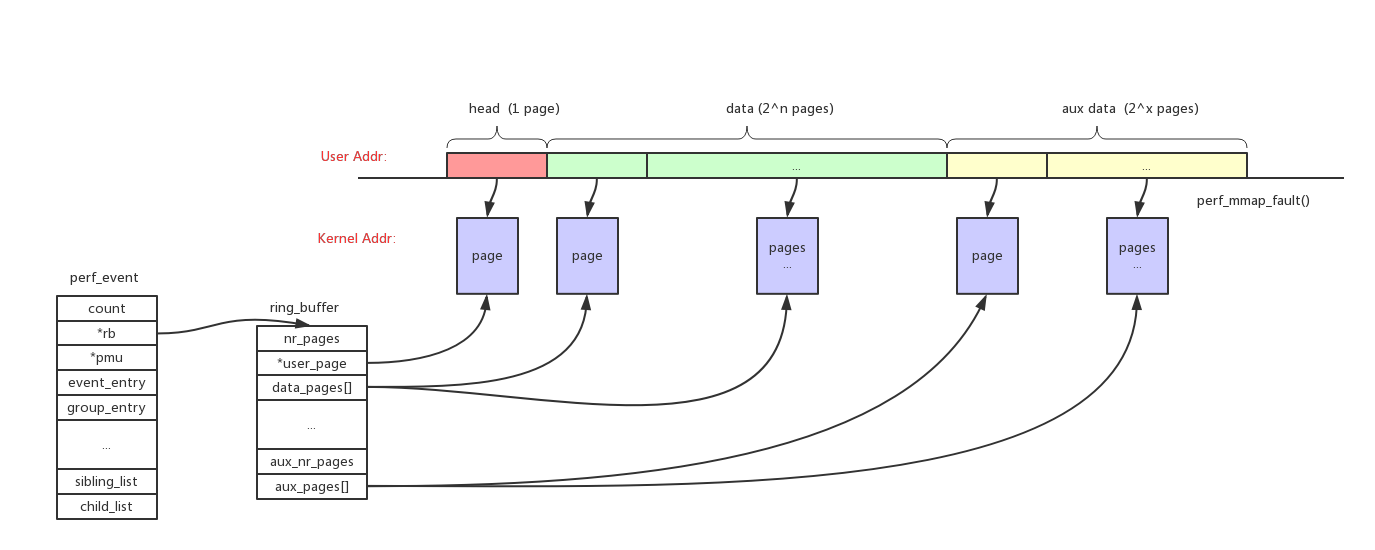 head (1 page)
data (2^n pages)
aux data (2^x pages)
User Addr:
...
...
perf_mmap_fault()
Kernel Addr:
page
page
pages
...
page
pages
...
perf_event
count
*rb
*pmu
event_entry
group_entry
...
sibling_list
child_list
ring_buffer
nr_pages
*user_page
data_pages[]
...
aux_nr_pages
aux_pages[]